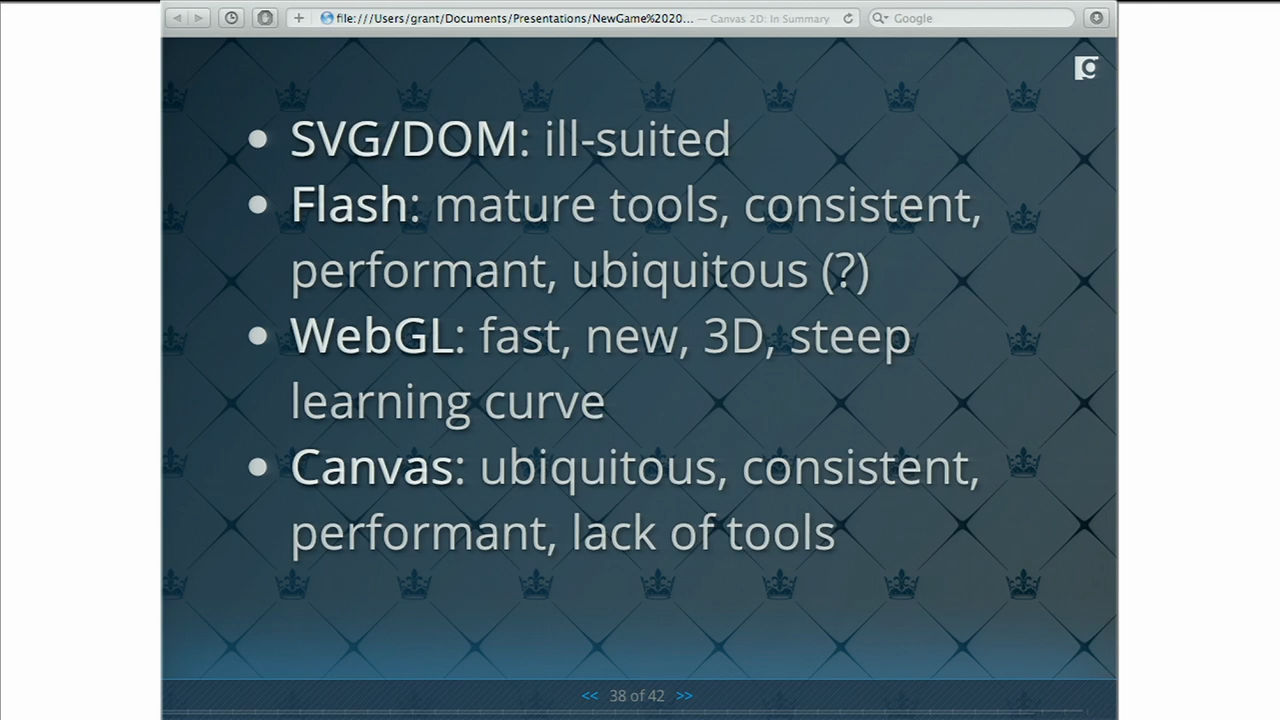 file:///Users/grant/Documents/Presentations/NewGame%2020... — Canvas 2D: In Summary
Google
g
• SVG/DOM: ill-suited
• Flash: mature tools, consistent,
performant, ubiquitous (?)
• WebGL: fast, new, 3D, steep
learning curve
• Canvas: ubiquitous, consistent,
performant, lack of tools
<< 38 of 42 >>